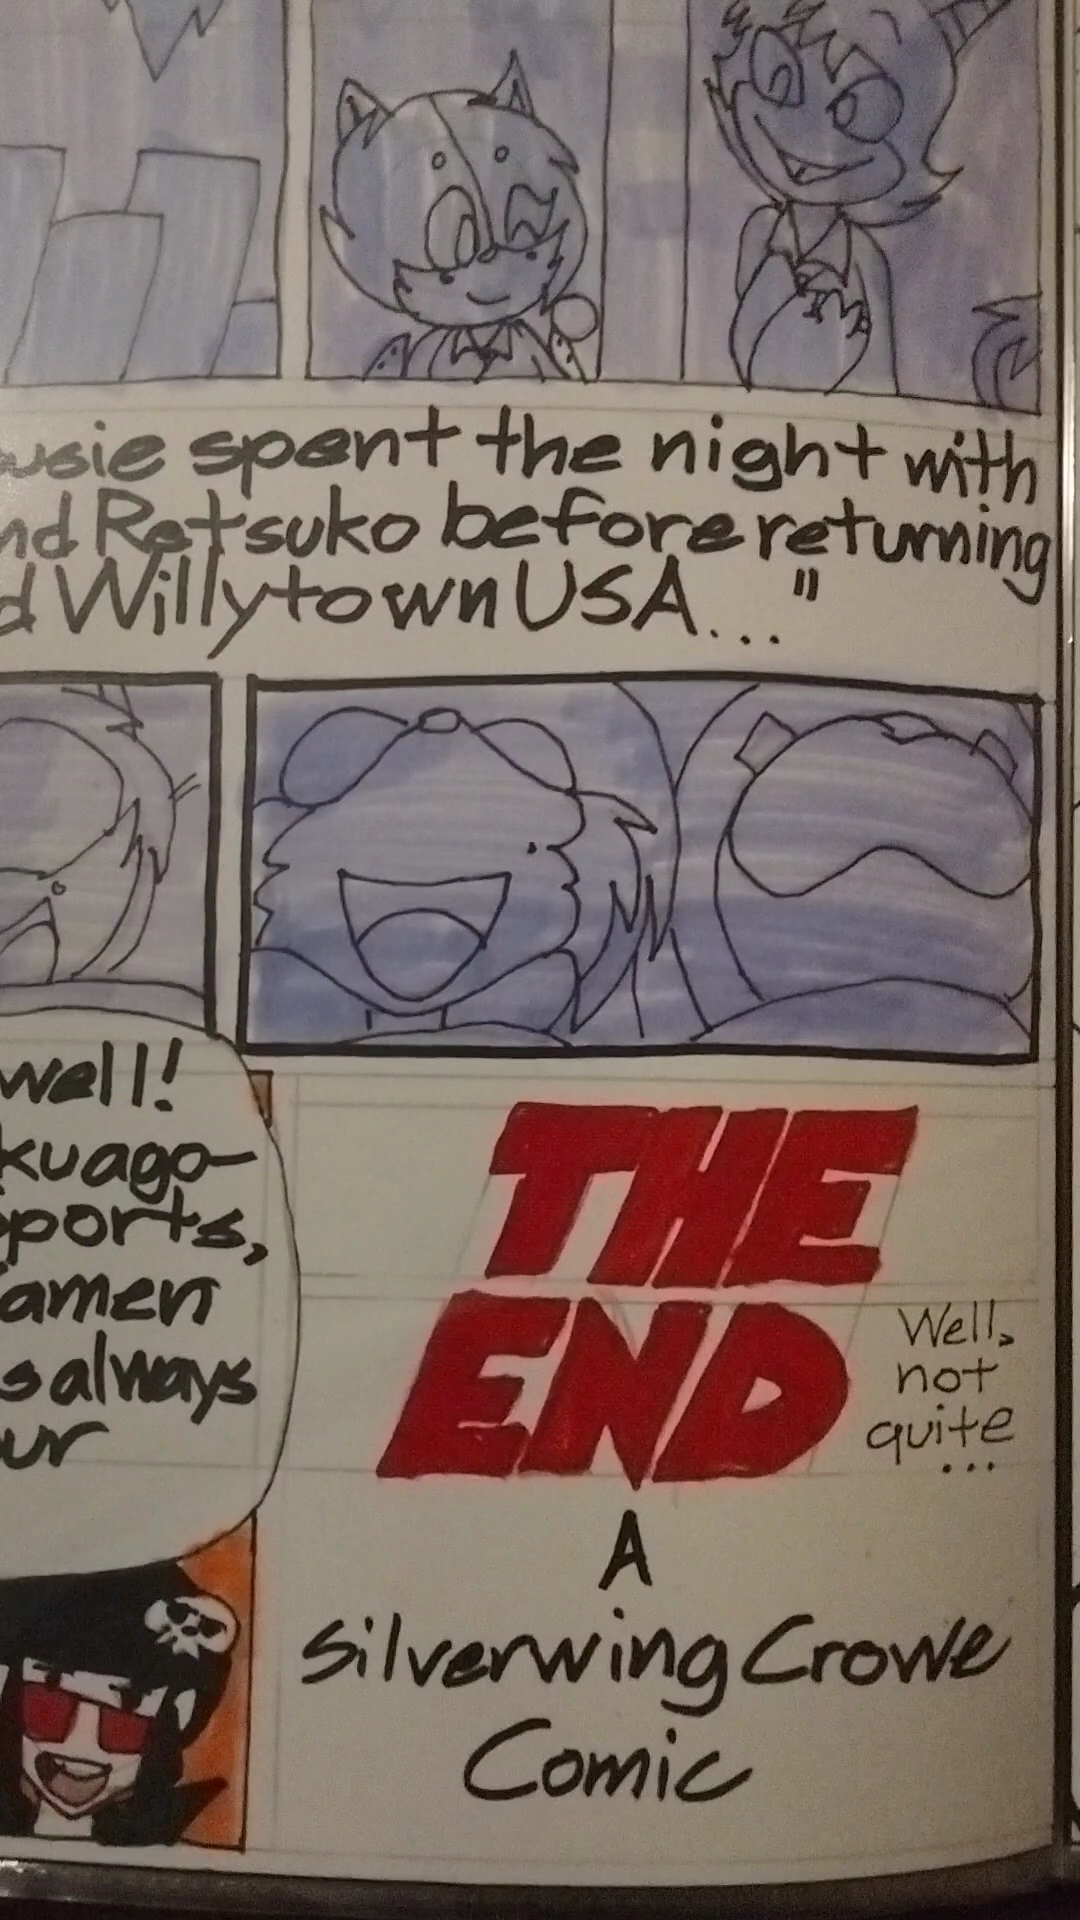 usie spent the night with
nd Retsuko before returning
d Willytown USA... "
well!
kuago-
ports,
amen
s always
ur
THE
END
Well,
not
quite
...
A
Silverwing Crowe
Comic